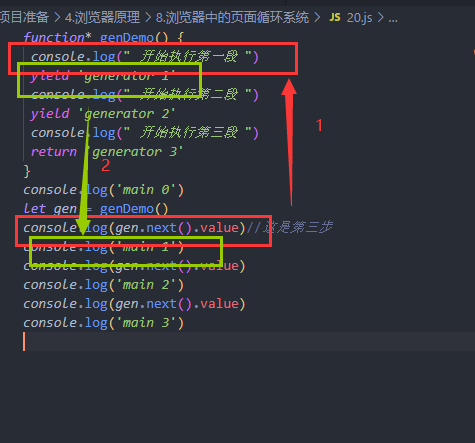 项目准备 > 4.浏览器原理 > 8.浏览器中的页面循环系统 > JS 20.js > ...
function* genDemo() {
console.log(" 开始执行第一段 ")
yield 'generator 1'
console.log(" 开始执行第二段 ")
yield 'generator 2'
console.log(" 开始执行第三段 ")
return 'generator 3'
}
console.log('main 0')
let gen = genDemo()
console.log(gen.next().value)//这是第三步
console.log('main 1')
console.log(gen.next().value)
console.log('main 2')
console.log(gen.next().value)
console.log('main 3')
1
2